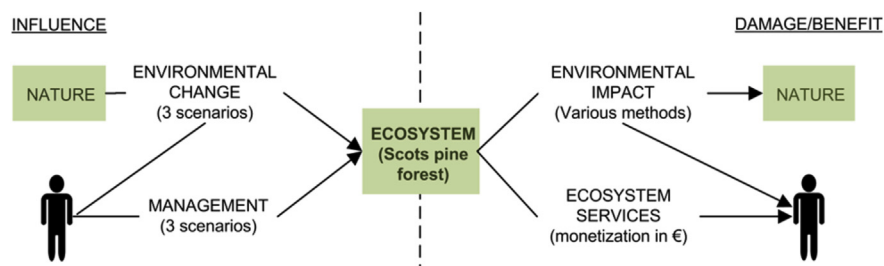 INFLUENCE
DAMAGE/BENEFIT
NATURE
ENVIRONMENTAL
CHANGE
(3 scenarios)
MANAGEMENT
(3 scenarios)
ECOSYSTEM
(Scots pine
forest)
ENVIRONMENTAL
IMPACT
(Various methods)
NATURE
ECOSYSTEM
SERVICES
(monetization in €)